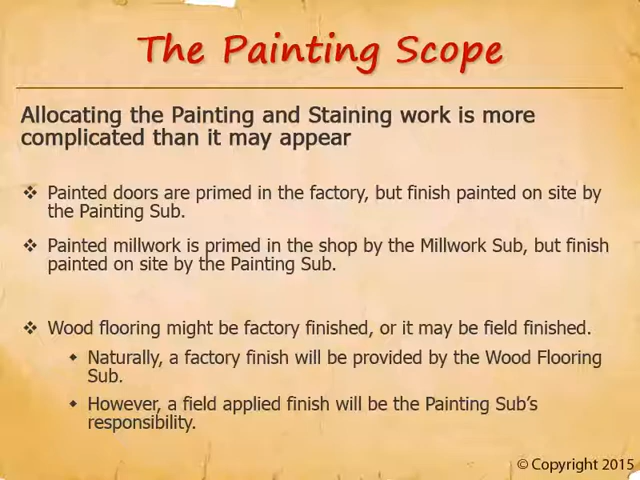 The Painting Scope
Allocating the Painting and Staining work is more
complicated than it may appear
❖ Painted doors are primed in the factory, but finish painted on site by
the Painting Sub.
❖ Painted millwork is primed in the shop by the Millwork Sub, but finish
painted on site by the Painting Sub.
❖ Wood flooring might be factory finished, or it may be field finished.
◆ Naturally, a factory finish will be provided by the Wood Flooring
Sub.
◆ However, a field applied finish will be the Painting Sub's
responsibility.
© Copyright 2015